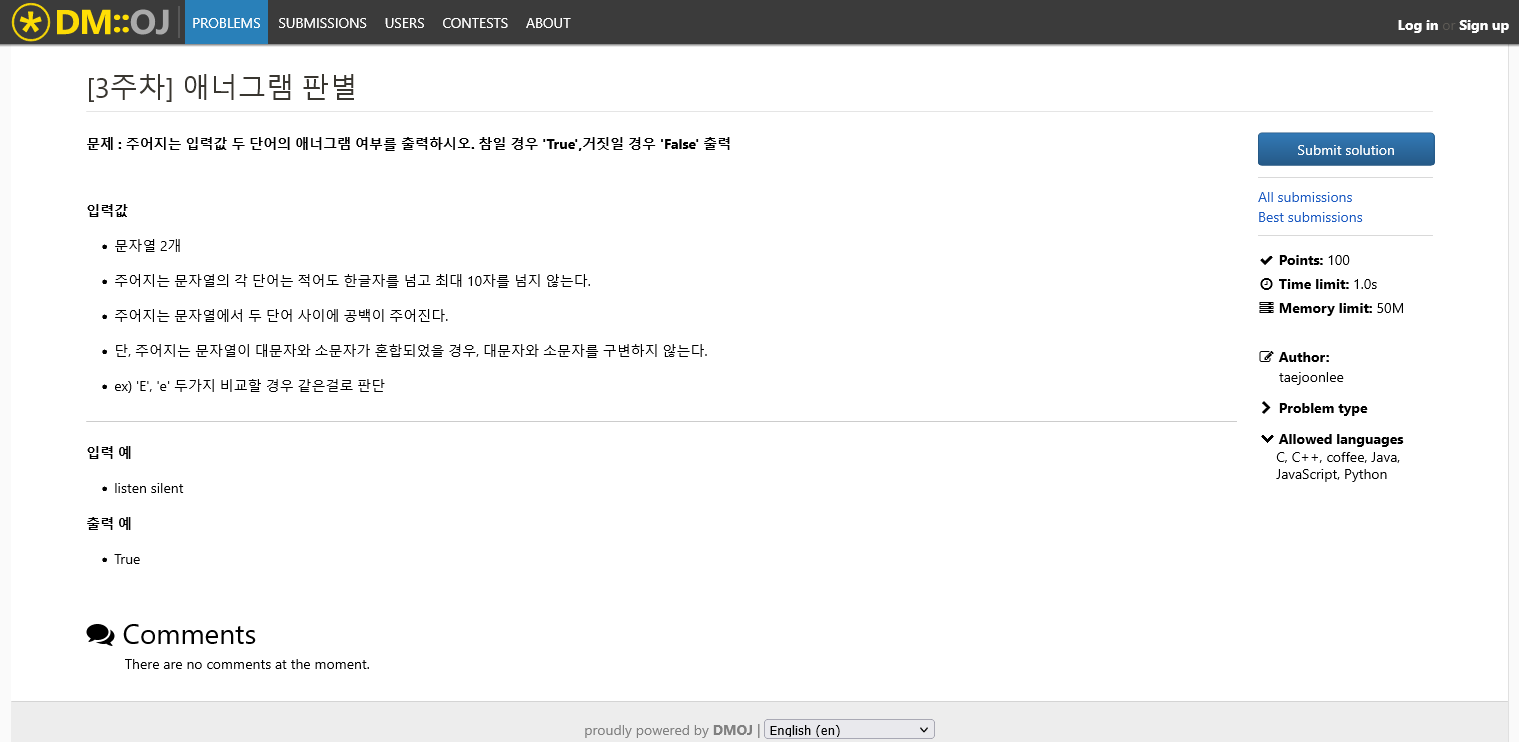 DM::OJ PROBLEMS SUBMISSIONS USERS CONTESTS ABOUT Log in or Sign up
[3주차] 애너그램 판별
문제 : 주어지는 입력값 두 단어의 애너그램 여부를 출력하시오. 참일 경우 'True',거짓일 경우 'False' 출력
입력값
• 문자열 2개
• 주어지는 문자열의 각 단어는 적어도 한글자를 넘고 최대 10자를 넘지 않는다.
• 주어지는 문자열에서 두 단어 사이에 공백이 주어진다.
• 단, 주어지는 문자열이 대문자와 소문자가 혼합되었을 경우, 대문자와 소문자를 구변하지 않는다.
• ex) 'E', 'e' 두가지 비교할 경우 같은걸로 판단
입력 예
• listen silent
출력 예
• True
Submit solution
All submissions
Best submissions
Points: 100
Time limit: 1.0s
Memory limit: 50M
Author:
taejoonlee
Problem type
Allowed languages
C, C++, coffee, Java,
JavaScript, Python
Comments
There are no comments at the moment.
proudly powered by DMOJ | English (en)